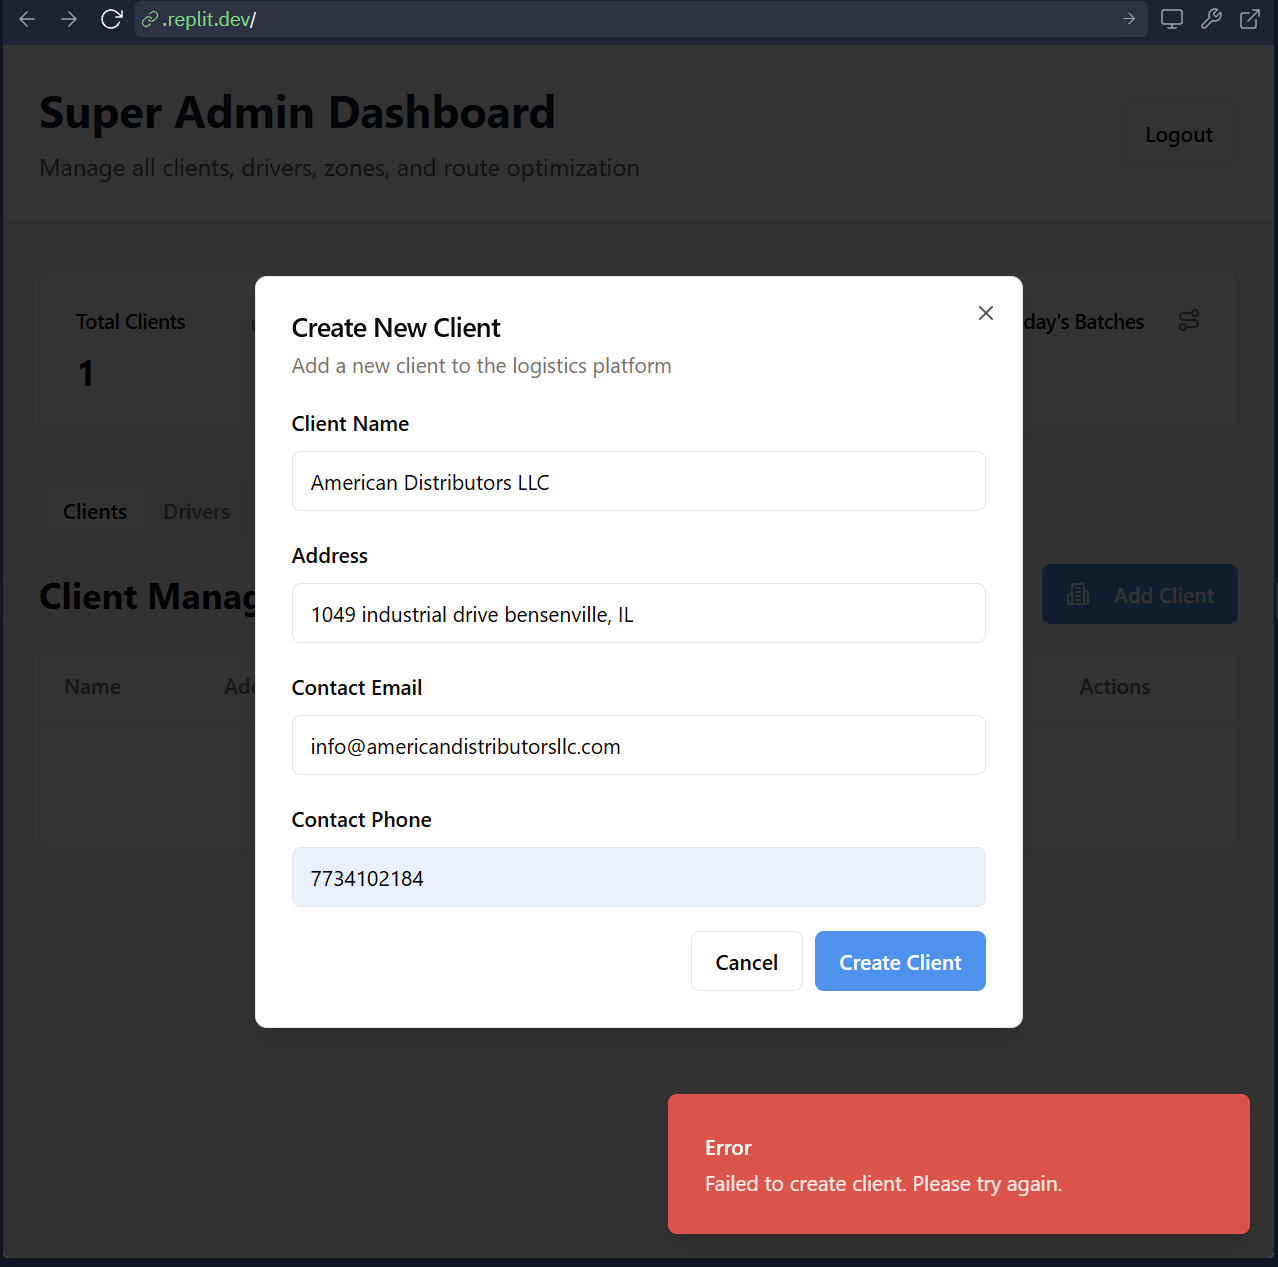 .replit.dev/
Super Admin Dashboard
Manage all clients, drivers, zones, and route optimization
Logout
Total Clients
1
day's Batches
Clients
Drivers
Client Manag
Add Client
Name
Add
Actions
Create New Client
Add a new client to the logistics platform
Client Name
American Distributors LLC
Address
1049 industrial drive bensenville, IL
Contact Email
info@americandistributorsllc.com
Contact Phone
7734102184
Cancel
Create Client
Error
Failed to create client. Please try again.